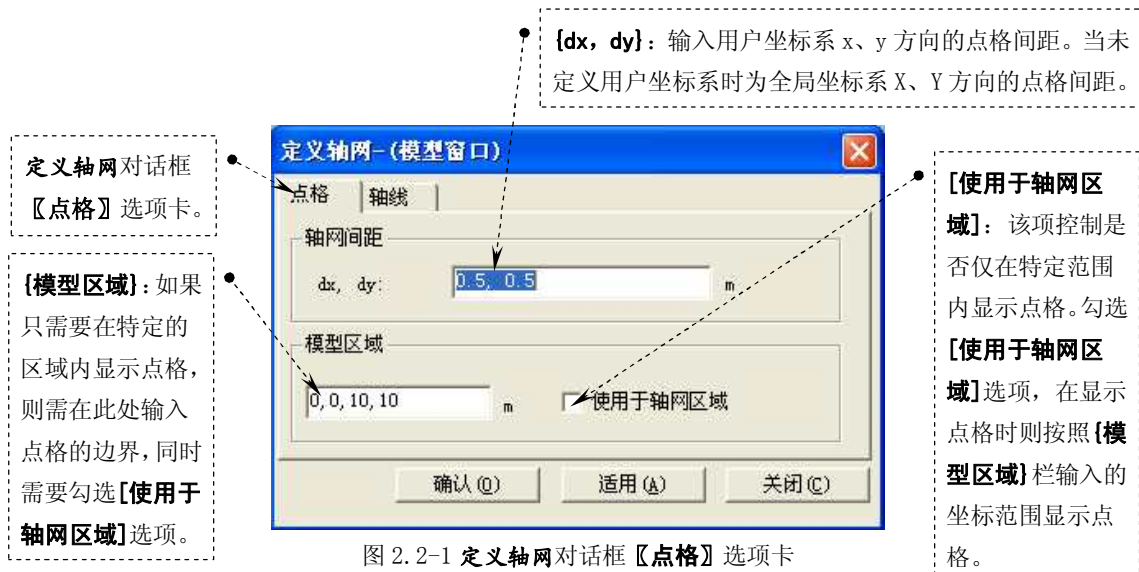 {dx，dy}：输入用户坐标系 x、y 方向的点格间距。当未
定义用户坐标系时为全局坐标系 X、Y 方向的点格间距。
定义轴网对话框
〖点格〗选项卡。
{模型区域}：如果
只需要在特定的
区域内显示点格，
则需在此处输入
点格的边界，同时
需要勾选[使用于
轴网区域]选项。
定义轴网-(模型窗口)
点格 轴线
轴网间距
dx, dy: 0.5, 0.5 m
模型区域
0,0,10,10 m 使用于轴网区域
确认(O) 适用(A) 关闭(C)
[使用于轴网区
域]：该项控制是
否仅在特定范围
内显示点格。勾选
[使用于轴网区
域]选项，在显示
点格时则按照{模
型区域}栏输入的
坐标范围显示点
格。
图 2.2-1 定义轴网对话框〖点格〗选项卡